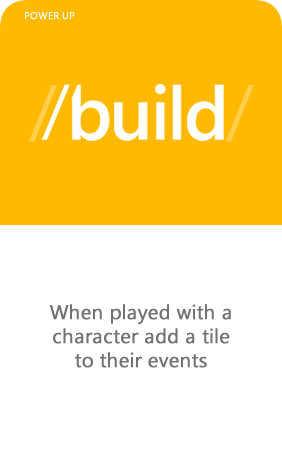 POWER UP
//build/
When played with a
character add a tile
to their events